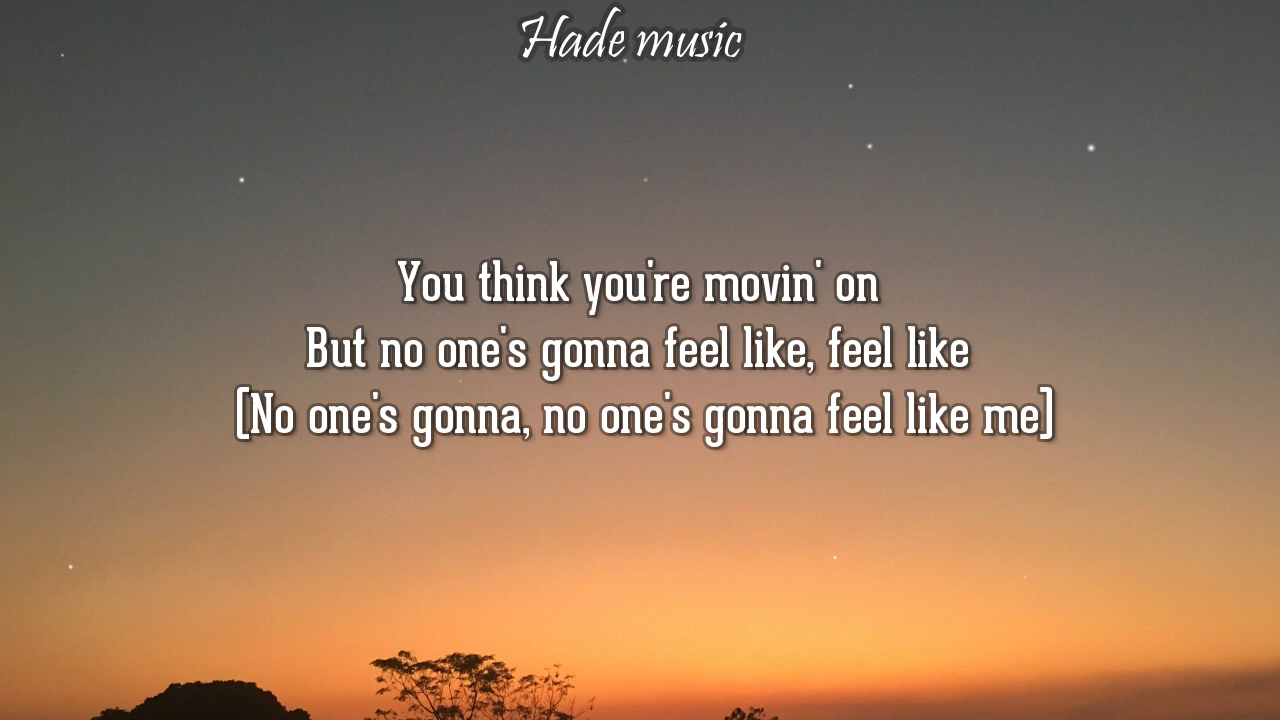 Hade music
You think you're movin' on
But no one's gonna feel like, feel like
(No one's gonna, no one's gonna feel like me)